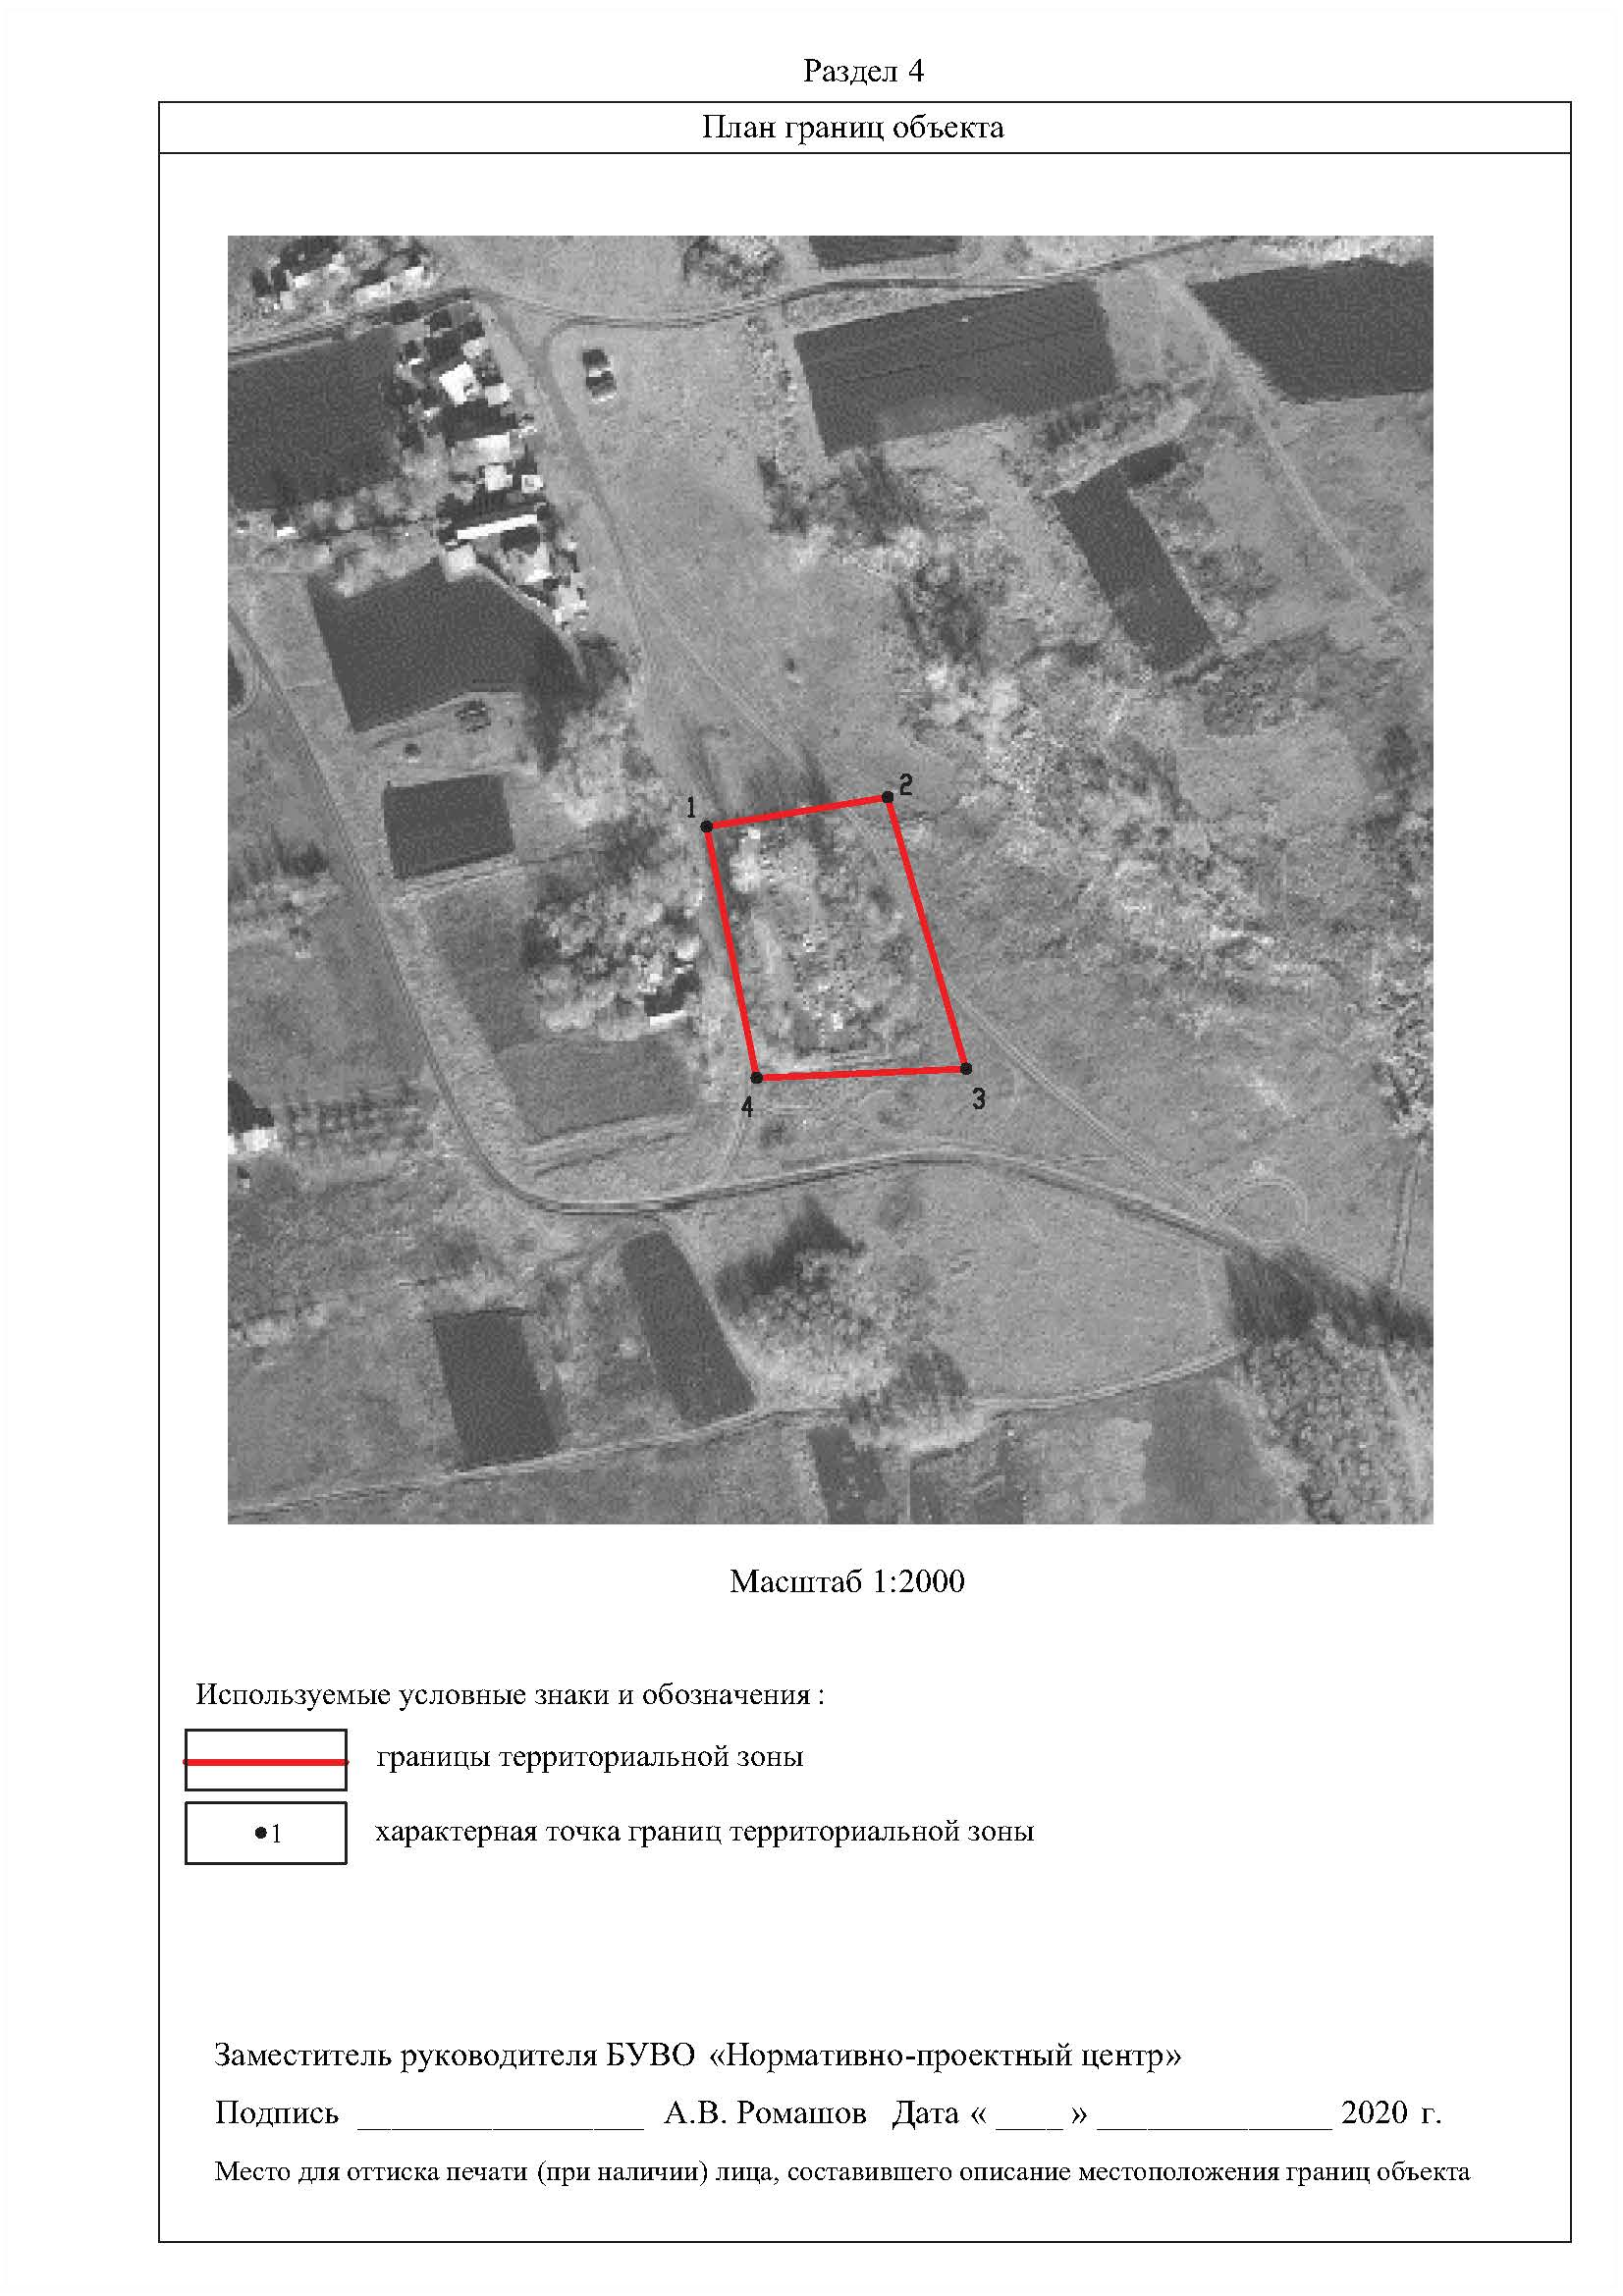 Раздел 4
План границ объекта
2
1
3
4
Масштаб 1:2000
Используемые условные знаки и обозначения :
границы территориальной зоны
1 характерная точка границ территориальной зоны
Заместитель руководителя БУВО «Нормативно-проектный центр»
Подпись _________________ А.В. Ромашов Дата « ____ » ______________ 2020 г.
Место для оттиска печати (при наличии) лица, составившего описание местоположения границ объекта